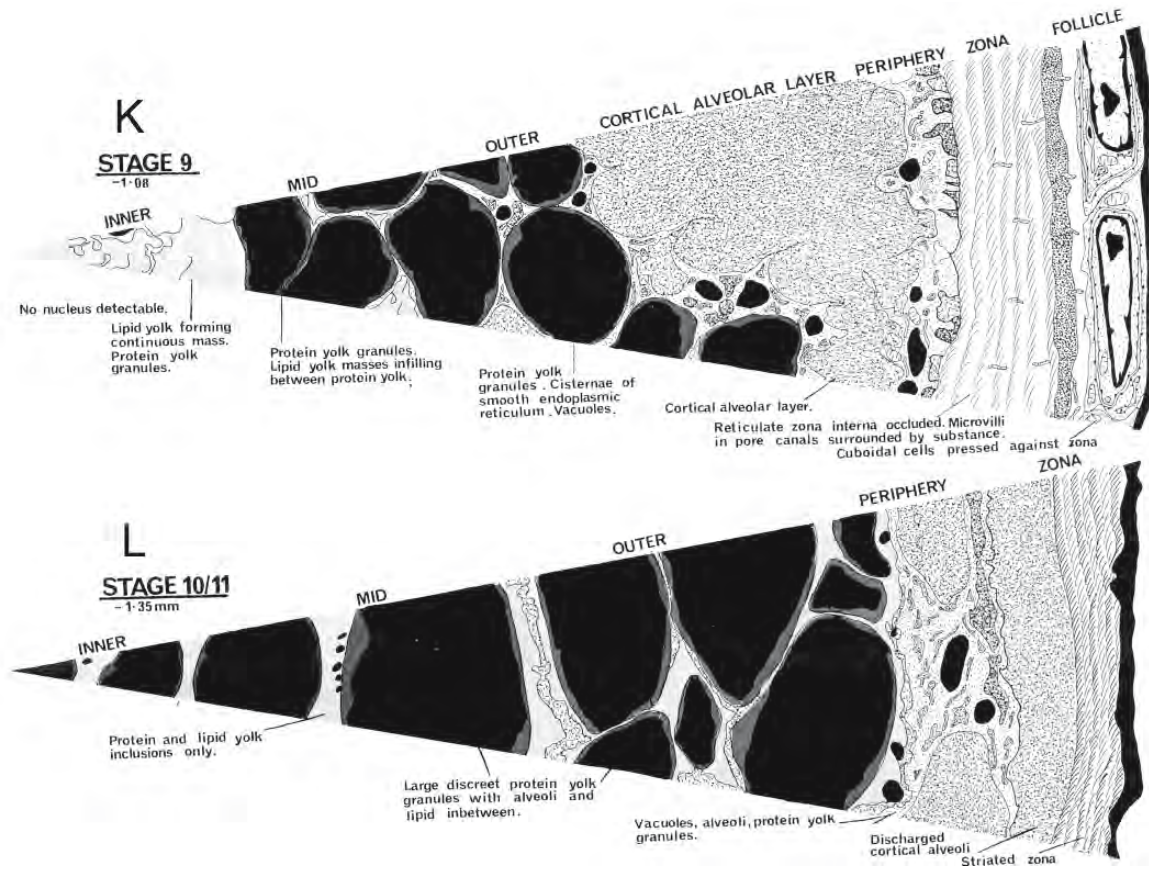 K
STAGE 9
-1·08
INNER
MID
OUTER
CORTICAL ALVEOLAR LAYER
PERIPHERY
ZONA
FOLLICLE
No nucleus detectable.
Lipid yolk forming
continuous mass.
Protein yolk
granules.
Protein yolk granules.
Lipid yolk masses infilling
between protein yolk.
Protein yolk
granules. Cisternae of
smooth endoplasmic
reticulum. Vacuoles.
Cortical alveolar layer.
Reticulate zona interna occluded. Microvilli
in pore canals surrounded by substance.
Cuboidal cells pressed against zona
L
STAGE 10/11
-1·35mm
INNER
MID
OUTER
PERIPHERY
ZONA
Protein and lipid yolk
inclusions only.
Large discreet protein yolk
granules with alveoli and
lipid inbetween.
Vacuoles, alveoli, protein yolk
granules.
Discharged
cortical alveoli
Striated zona